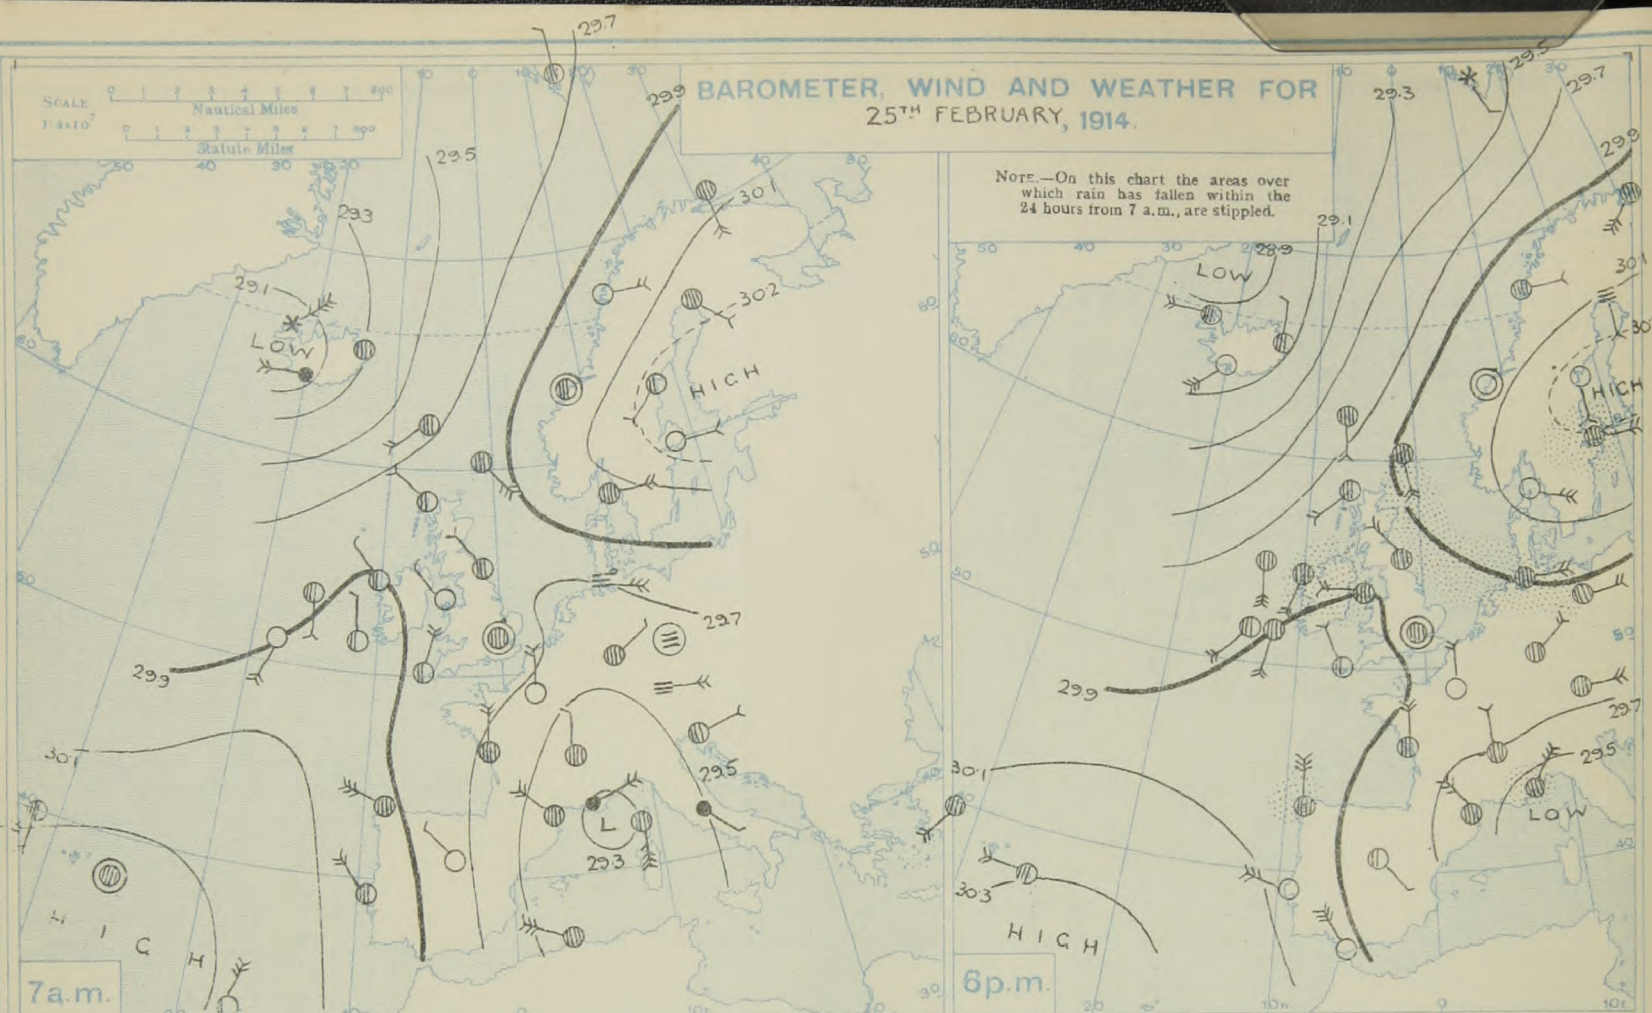 29.7
29.5
BAROMETER, WIND AND WEATHER FOR
25TH FEBRUARY, 1914.
SCALE
Nautical Miles
Statute Miles
NOTE.—On this chart the areas over
which rain has fallen within the
24 hours from 7 a.m., are stippled.
29.9
29.5
29.3
30.1
29.1
30.2
LOW
HIGH
29.7
29.9
30.1
29.5
L
29.3
HIGH
7a.m.
29.3
29.7
29.9
29.1
28.9
LOW
30.1
HIGH
29.9
29.7
29.5
30.1
LOW
30.3
HIGH
6p.m.